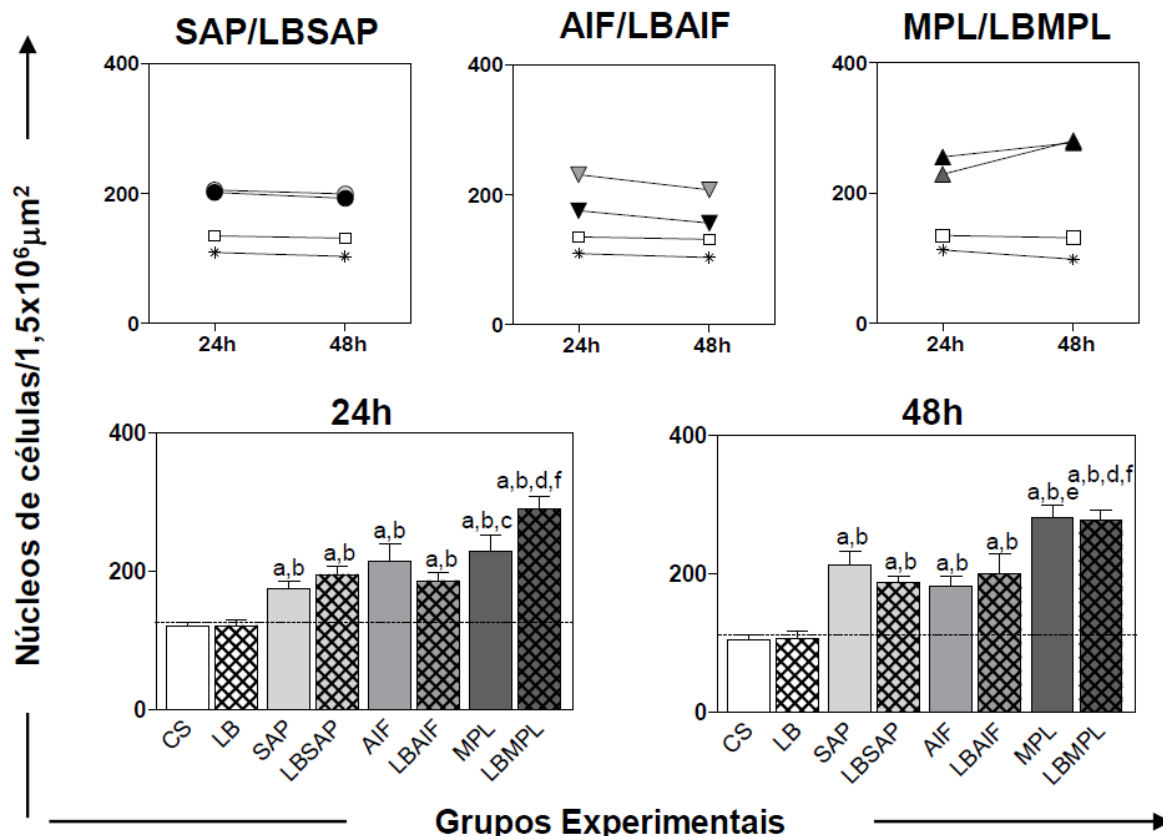 SAP/LBSAP
AIF/LBAIF
MPL/LBMPL
400
200
0
24h
48h
400
200
0
24h
48h
400
200
0
24h
48h
Núcleos de células/1,5x10⁶μm²
24h
400
200
0
a,b
a,b
a,b
a,b
a,b,c
a,b,d,f
CS
LB
SAP
LBSAP
AIF
LBAIF
MPL
LBMPL
48h
400
200
0
a,b
a,b
a,b
a,b
a,b,e
a,b,d,f
CS
LB
SAP
LBSAP
AIF
LBAIF
MPL
LBMPL
Grupos Experimentais